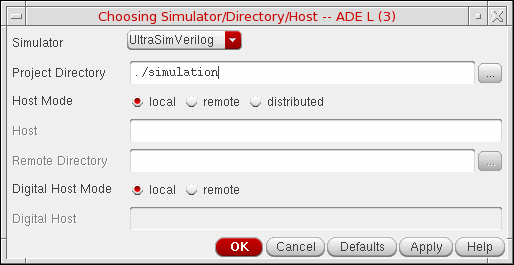 Choosing Simulator/Directory/Host -- ADE L (3)
Simulator UltraSimVerilog
Project Directory ./simulation ...
Host Mode local remote distributed
Host
Remote Directory ...
Digital Host Mode local remote
Digital Host
OK Cancel Defaults Apply Help